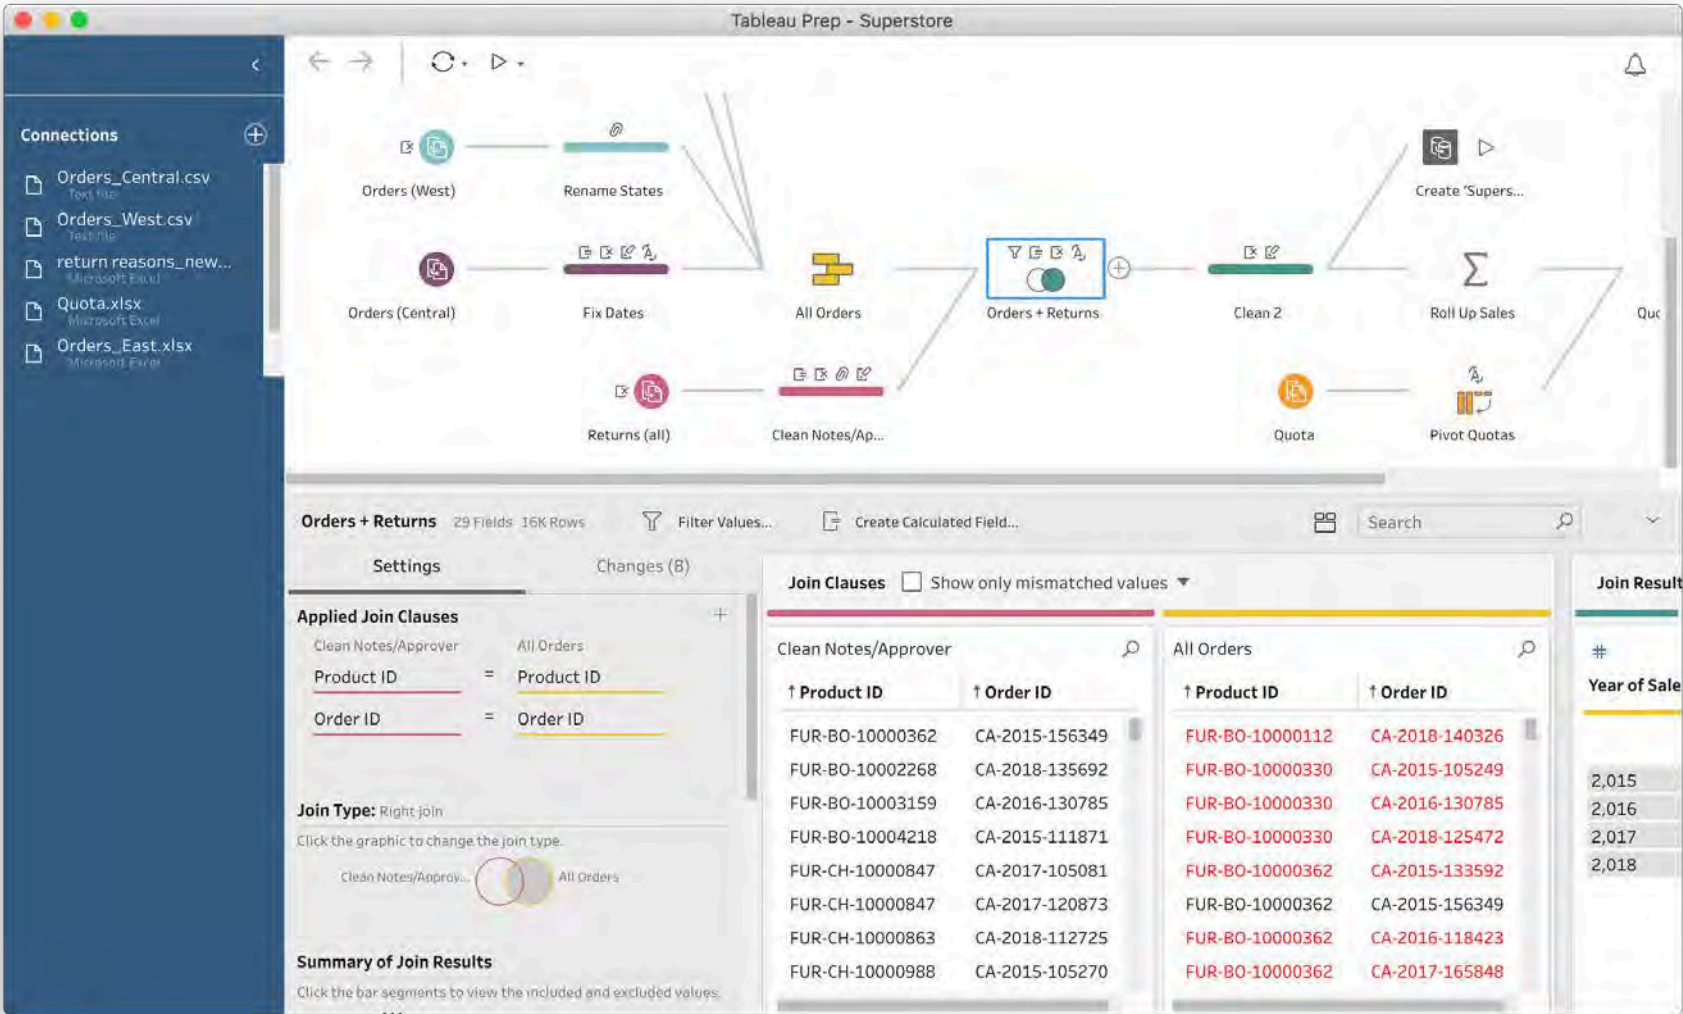 Tableau Prep - Superstore
Connections
Orders_Central.csv
Text file
Orders_West.csv
Text file
return reasons_new...
Microsoft Excel
Quota.xlsx
Microsoft Excel
Orders_East.xlsx
Microsoft Excel
Orders (West)
Rename States
Create 'Supers...
Orders (Central)
Fix Dates
All Orders
Orders + Returns
Clean 2
Roll Up Sales
Quo
Returns (all)
Clean Notes/Ap...
Quota
Pivot Quotas
Orders + Returns 29 Fields 16K Rows Filter Values... Create Calculated Field... Search
Settings Changes (8)
Applied Join Clauses
Clean Notes/Approver All Orders
Product ID = Product ID
Order ID = Order ID
Join Type: Right join
Click the graphic to change the join type.
Clean Notes/Approv... All Orders
Summary of Join Results
Click the bar segments to view the included and excluded values.
Join Clauses Show only mismatched values
Clean Notes/Approver
Product ID Order ID
FUR-BO-10000362 CA-2015-156349
FUR-BO-10002268 CA-2018-135692
FUR-BO-10003159 CA-2016-130785
FUR-BO-10004218 CA-2015-111871
FUR-CH-10000847 CA-2017-105081
FUR-CH-10000847 CA-2017-120873
FUR-CH-10000863 CA-2018-112725
FUR-CH-10000988 CA-2015-105270
All Orders
Product ID Order ID
FUR-BO-10000112 CA-2018-140326
FUR-BO-10000330 CA-2015-105249
FUR-BO-10000330 CA-2016-130785
FUR-BO-10000330 CA-2018-125472
FUR-BO-10000362 CA-2015-133592
FUR-BO-10000362 CA-2015-156349
FUR-BO-10000362 CA-2016-118423
FUR-BO-10000362 CA-2017-165848
Join Result
#
Year of Sale
2,015
2,016
2,017
2,018